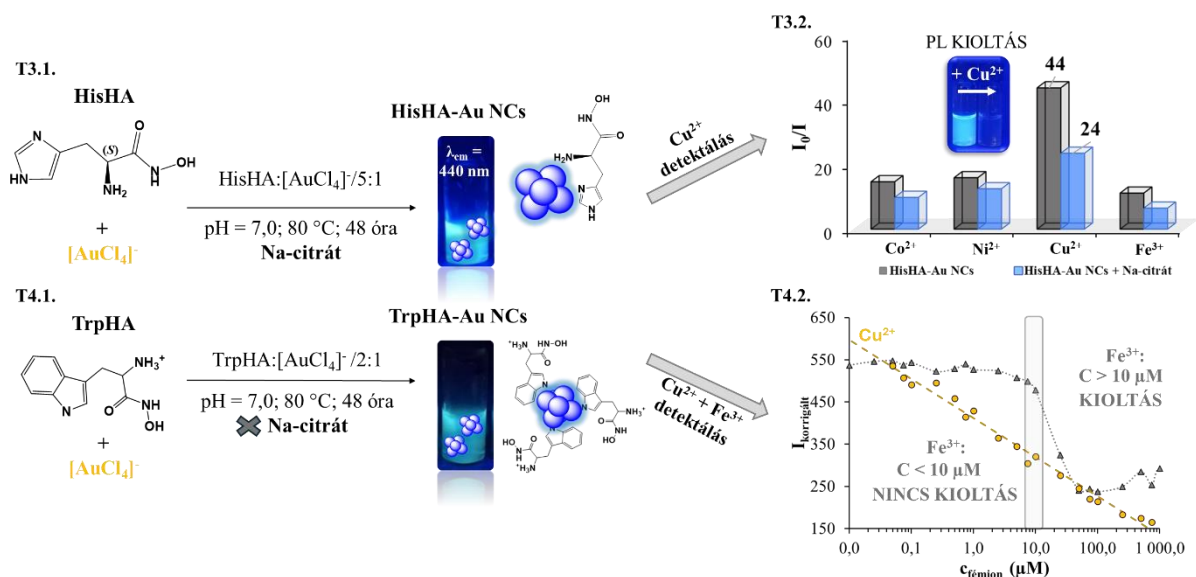 T3.1.
HisHA
N
HN
(S)
NH₂
O
N
H
OH
+
[AuCl₄]⁻
HisHA:[AuCl₄]⁻/5:1
pH = 7,0; 80 °C; 48 óra
Na-citrát
HisHA-Au NCs
λem =
440 nm
OH
HN
O
H₂N
N
NH
Cu²⁺
detektálás
T3.2.
PL KIOLTÁS
+ Cu²⁺
I₀/I
60
40
20
0
44
24
Co²⁺
Ni²⁺
Cu²⁺
Fe³⁺
HisHA-Au NCs
HisHA-Au NCs + Na-citrát
T4.1.
TrpHA
NH₃⁺
O
NH
HO
N
H
+
[AuCl₄]⁻
TrpHA:[AuCl₄]⁻ /2:1
pH = 7,0; 80 °C; 48 óra
Na-citrát
TrpHA-Au NCs
Cu²⁺ + Fe³⁺
detektálás
T4.2.
Ikorrigált
650
550
450
350
250
150
Cu²⁺
Fe³⁺:
C > 10 µM
KIOLTÁS
Fe³⁺:
C < 10 µM
NINCS KIOLTÁS
0,0
0,1
1,0
10,0
100,0
1 000,0
cfémion (µM)